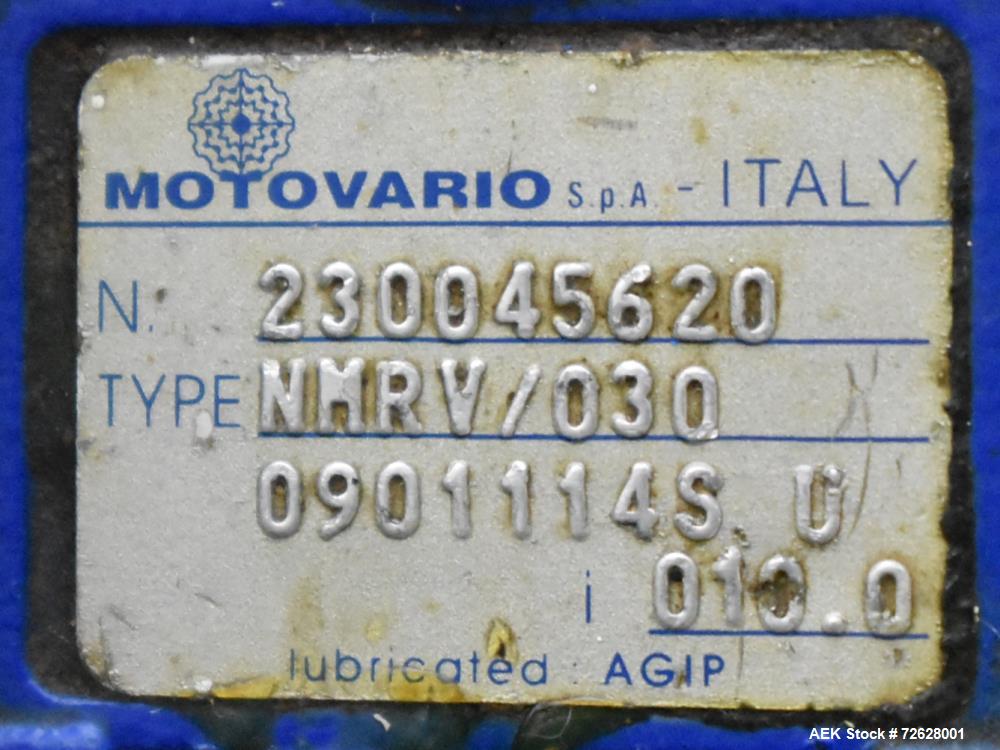 MOTOVARIO S.p.A. - ITALY
N. 230045620
TYPE NMRV/030
0901114S U
i 010.0
lubricated : AGIP
AEK Stock # 72628001